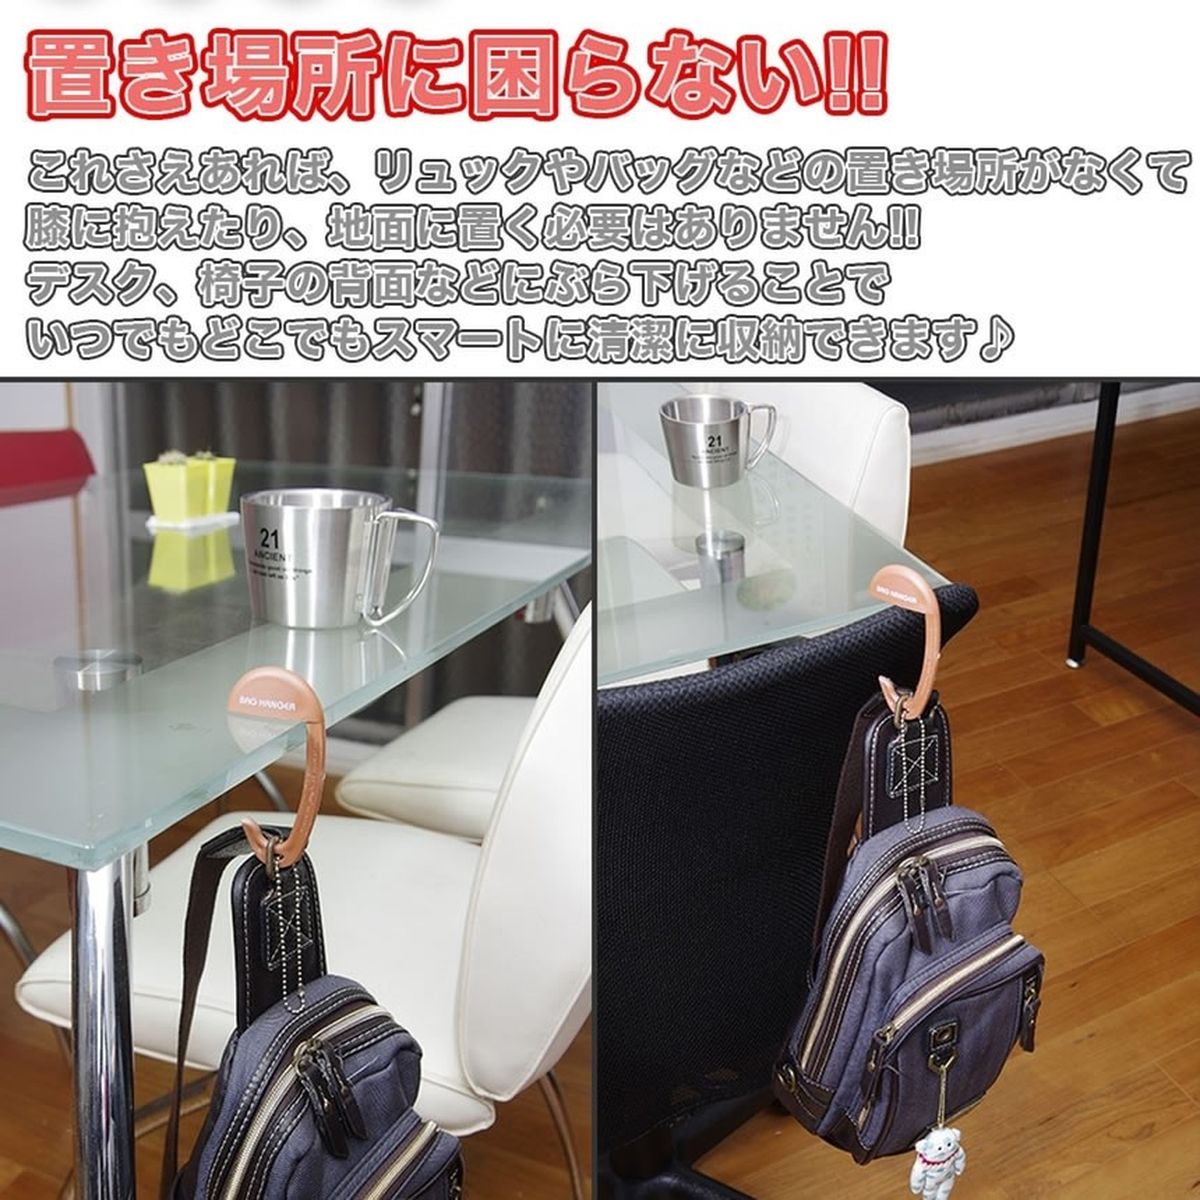 置き場所に困らない!!
これさえあれば、リュックやバッグなどの置き場所がなくて
膝に抱えたり、地面に置く必要はありません!!
デスク、椅子の背面などにぶら下げることで
いつでもどこでもスマートに清潔に収納できます♪
21
ANCIENT
BAG HANGER
21
ANCIENT
BAG HANGER